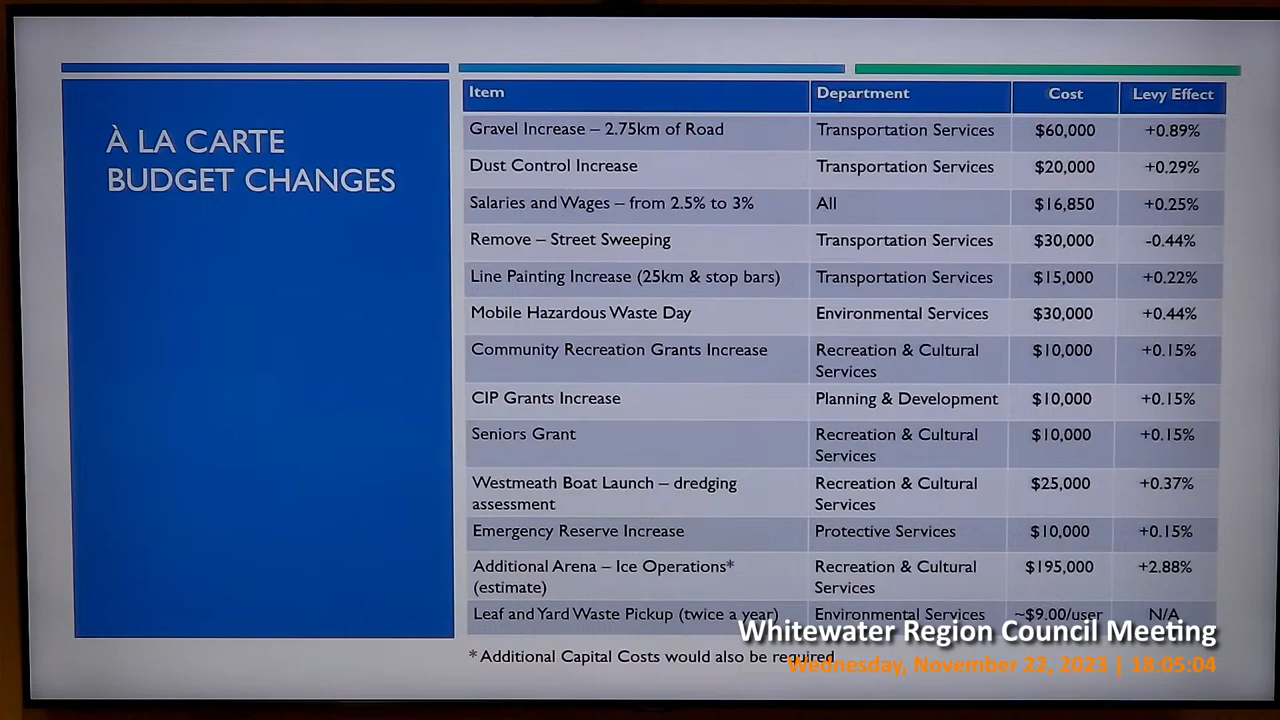 À LA CARTE
BUDGET CHANGES
Item Department Cost Levy Effect
Gravel Increase – 2.75km of Road Transportation Services $60,000 +0.89%
Dust Control Increase Transportation Services $20,000 +0.29%
Salaries and Wages – from 2.5% to 3% All $16,850 +0.25%
Remove – Street Sweeping Transportation Services $30,000 -0.44%
Line Painting Increase (25km & stop bars) Transportation Services $15,000 +0.22%
Mobile Hazardous Waste Day Environmental Services $30,000 +0.44%
Community Recreation Grants Increase Recreation & Cultural $10,000 +0.15%
Services
CIP Grants Increase Planning & Development $10,000 +0.15%
Seniors Grant Recreation & Cultural $10,000 +0.15%
Services
Westmeath Boat Launch – dredging Recreation & Cultural $25,000 +0.37%
assessment Services
Emergency Reserve Increase Protective Services $10,000 +0.15%
Additional Arena – Ice Operations* Recreation & Cultural $195,000 +2.88%
(estimate) Services
Leaf and Yard Waste Pickup (twice a year) Environmental Services ~$9.00/user N/A
*Additional Capital Costs would also be required
Whitewater Region Council Meeting
Wednesday, November 22, 2023 | 18:05:04